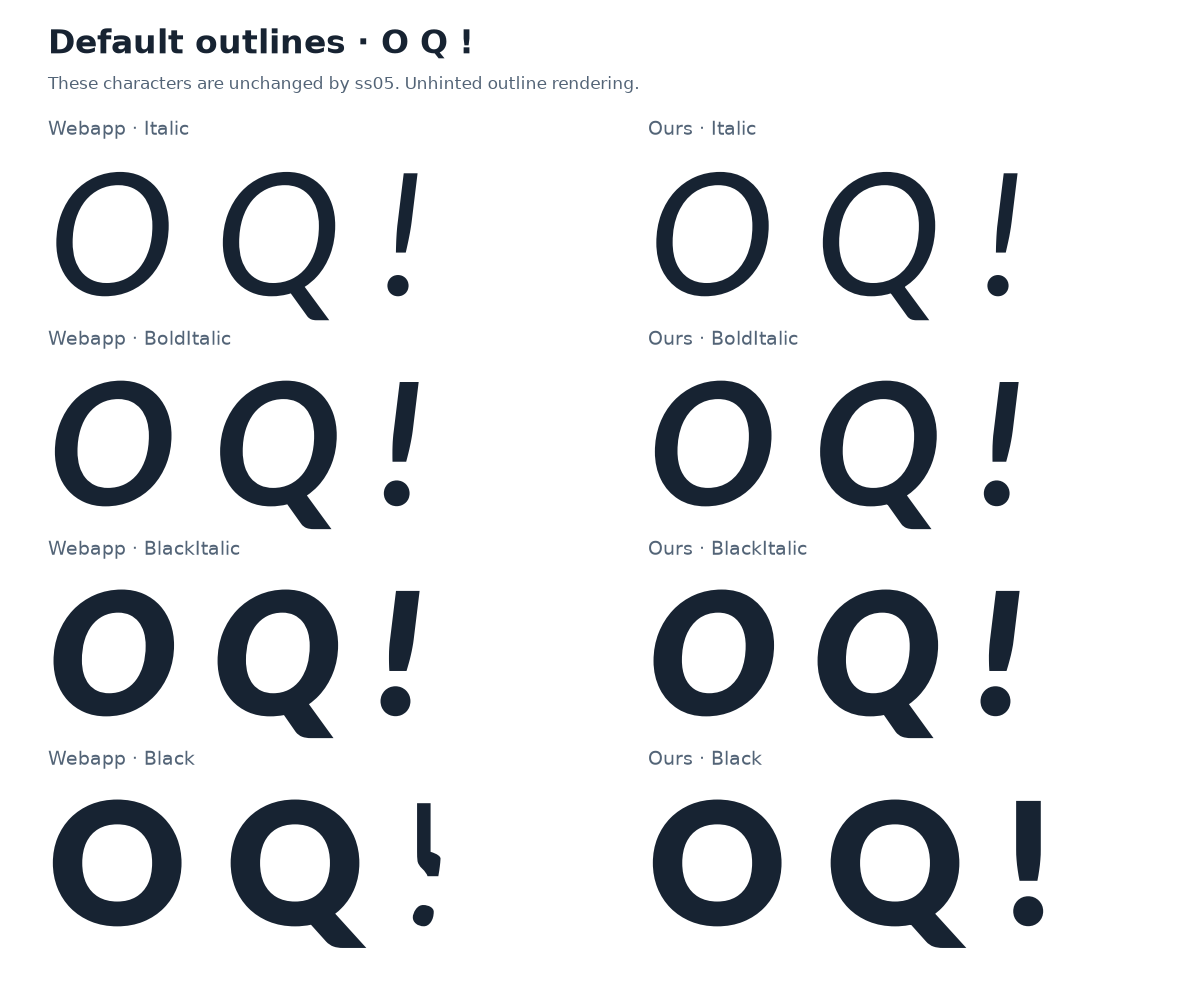 Default outlines · O Q !
These characters are unchanged by ss05. Unhinted outline rendering.
Webapp · Italic
Ours · Italic
O Q !
O Q !
Webapp · BoldItalic
Ours · BoldItalic
O Q !
O Q !
Webapp · BlackItalic
Ours · BlackItalic
O Q !
O Q !
Webapp · Black
Ours · Black
O Q !
O Q !